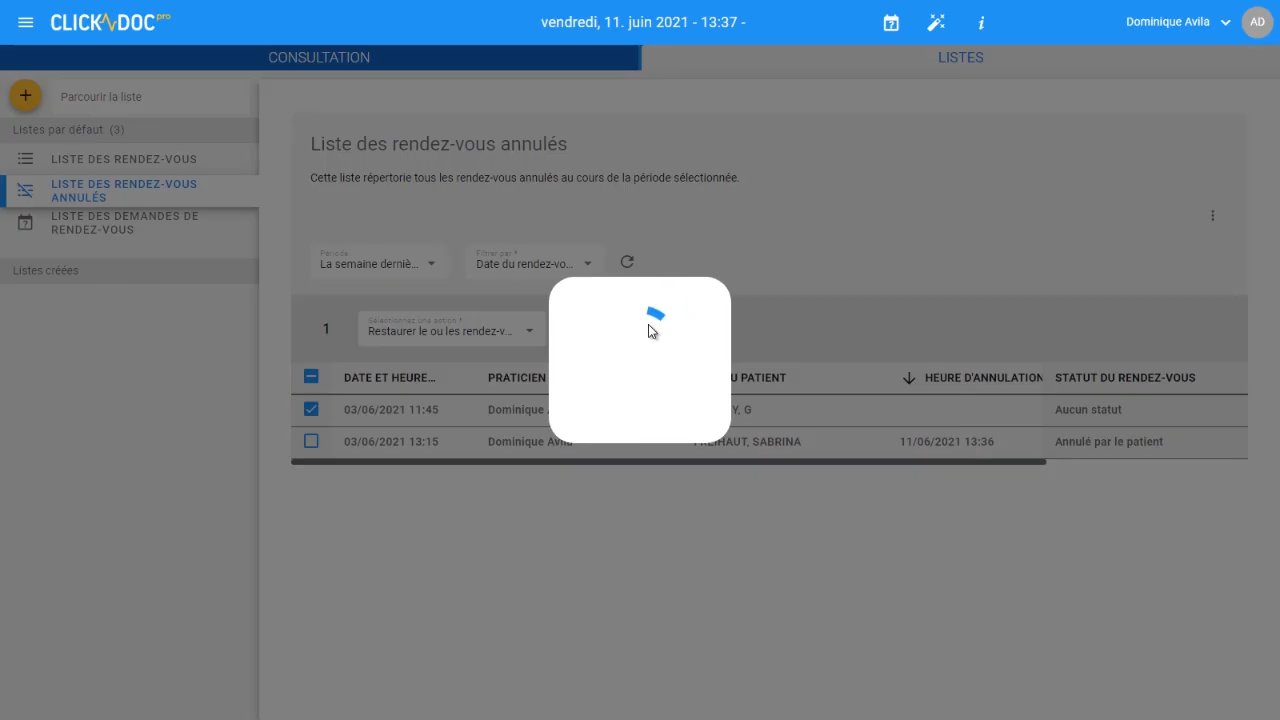 CLICKDOC pro
vendredi, 11. juin 2021 - 13:37 -
i
Dominique Avila
AD
CONSULTATION
LISTES
+
Parcourir la liste
Listes par défaut (3)
LISTE DES RENDEZ-VOUS
LISTE DES RENDEZ-VOUS
ANNULÉS
LISTE DES DEMANDES DE
RENDEZ-VOUS
Listes créées
Liste des rendez-vous annulés
Cette liste répertorie tous les rendez-vous annulés au cours de la période sélectionnée.
Période
La semaine derniè...
Filtrer par *
Date du rendez-vo...
1
Sélectionnez une action *
Restaurer le ou les rendez-v...
DATE ET HEURE...
PRATICIEN
U PATIENT
HEURE D'ANNULATION
STATUT DU RENDEZ-VOUS
03/06/2021 11:45
Dominique
Y, G
Aucun statut
03/06/2021 13:15
Dominique Avila
FREIHAUT, SABRINA
11/06/2021 13:36
Annulé par le patient